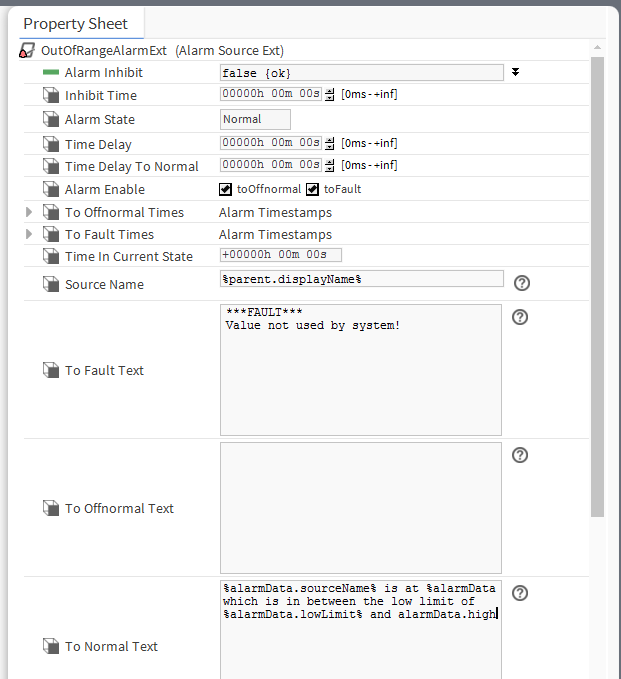 Property Sheet
OutOfRangeAlarmExt (Alarm Source Ext)
Alarm Inhibit false {ok}
Inhibit Time 00000h 00m 00s [0ms-+inf]
Alarm State Normal
Time Delay 00000h 00m 00s [0ms-+inf]
Time Delay To Normal 00000h 00m 00s [0ms-+inf]
Alarm Enable toOffnormal toFault
To Offnormal Times Alarm Timestamps
To Fault Times Alarm Timestamps
Time In Current State +00000h 00m 00s
Source Name %parent.displayName%
To Fault Text
***FAULT***
Value not used by system!
To Offnormal Text
To Normal Text
%alarmData.sourceName% is at %alarmData
which is in between the low limit of
%alarmData.lowLimit% and alarmData.high